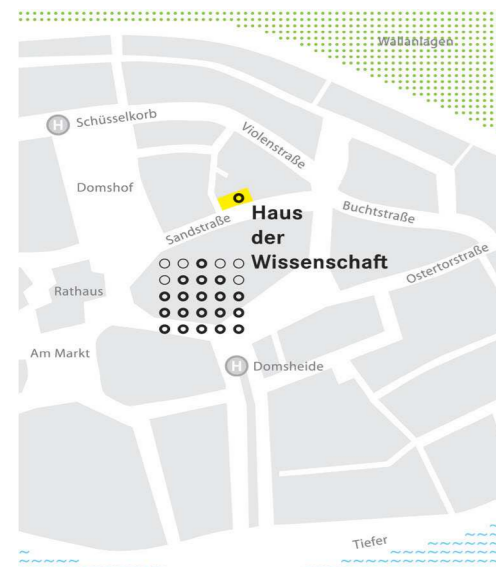 Wallanlagen
H Schüsselkorb
Violenstraße
Domshof
Haus
der
Wissenschaft
Sandstraße
Buchtstraße
Ostertorstraße
Rathaus
Am Markt
H Domsheide
Tiefer